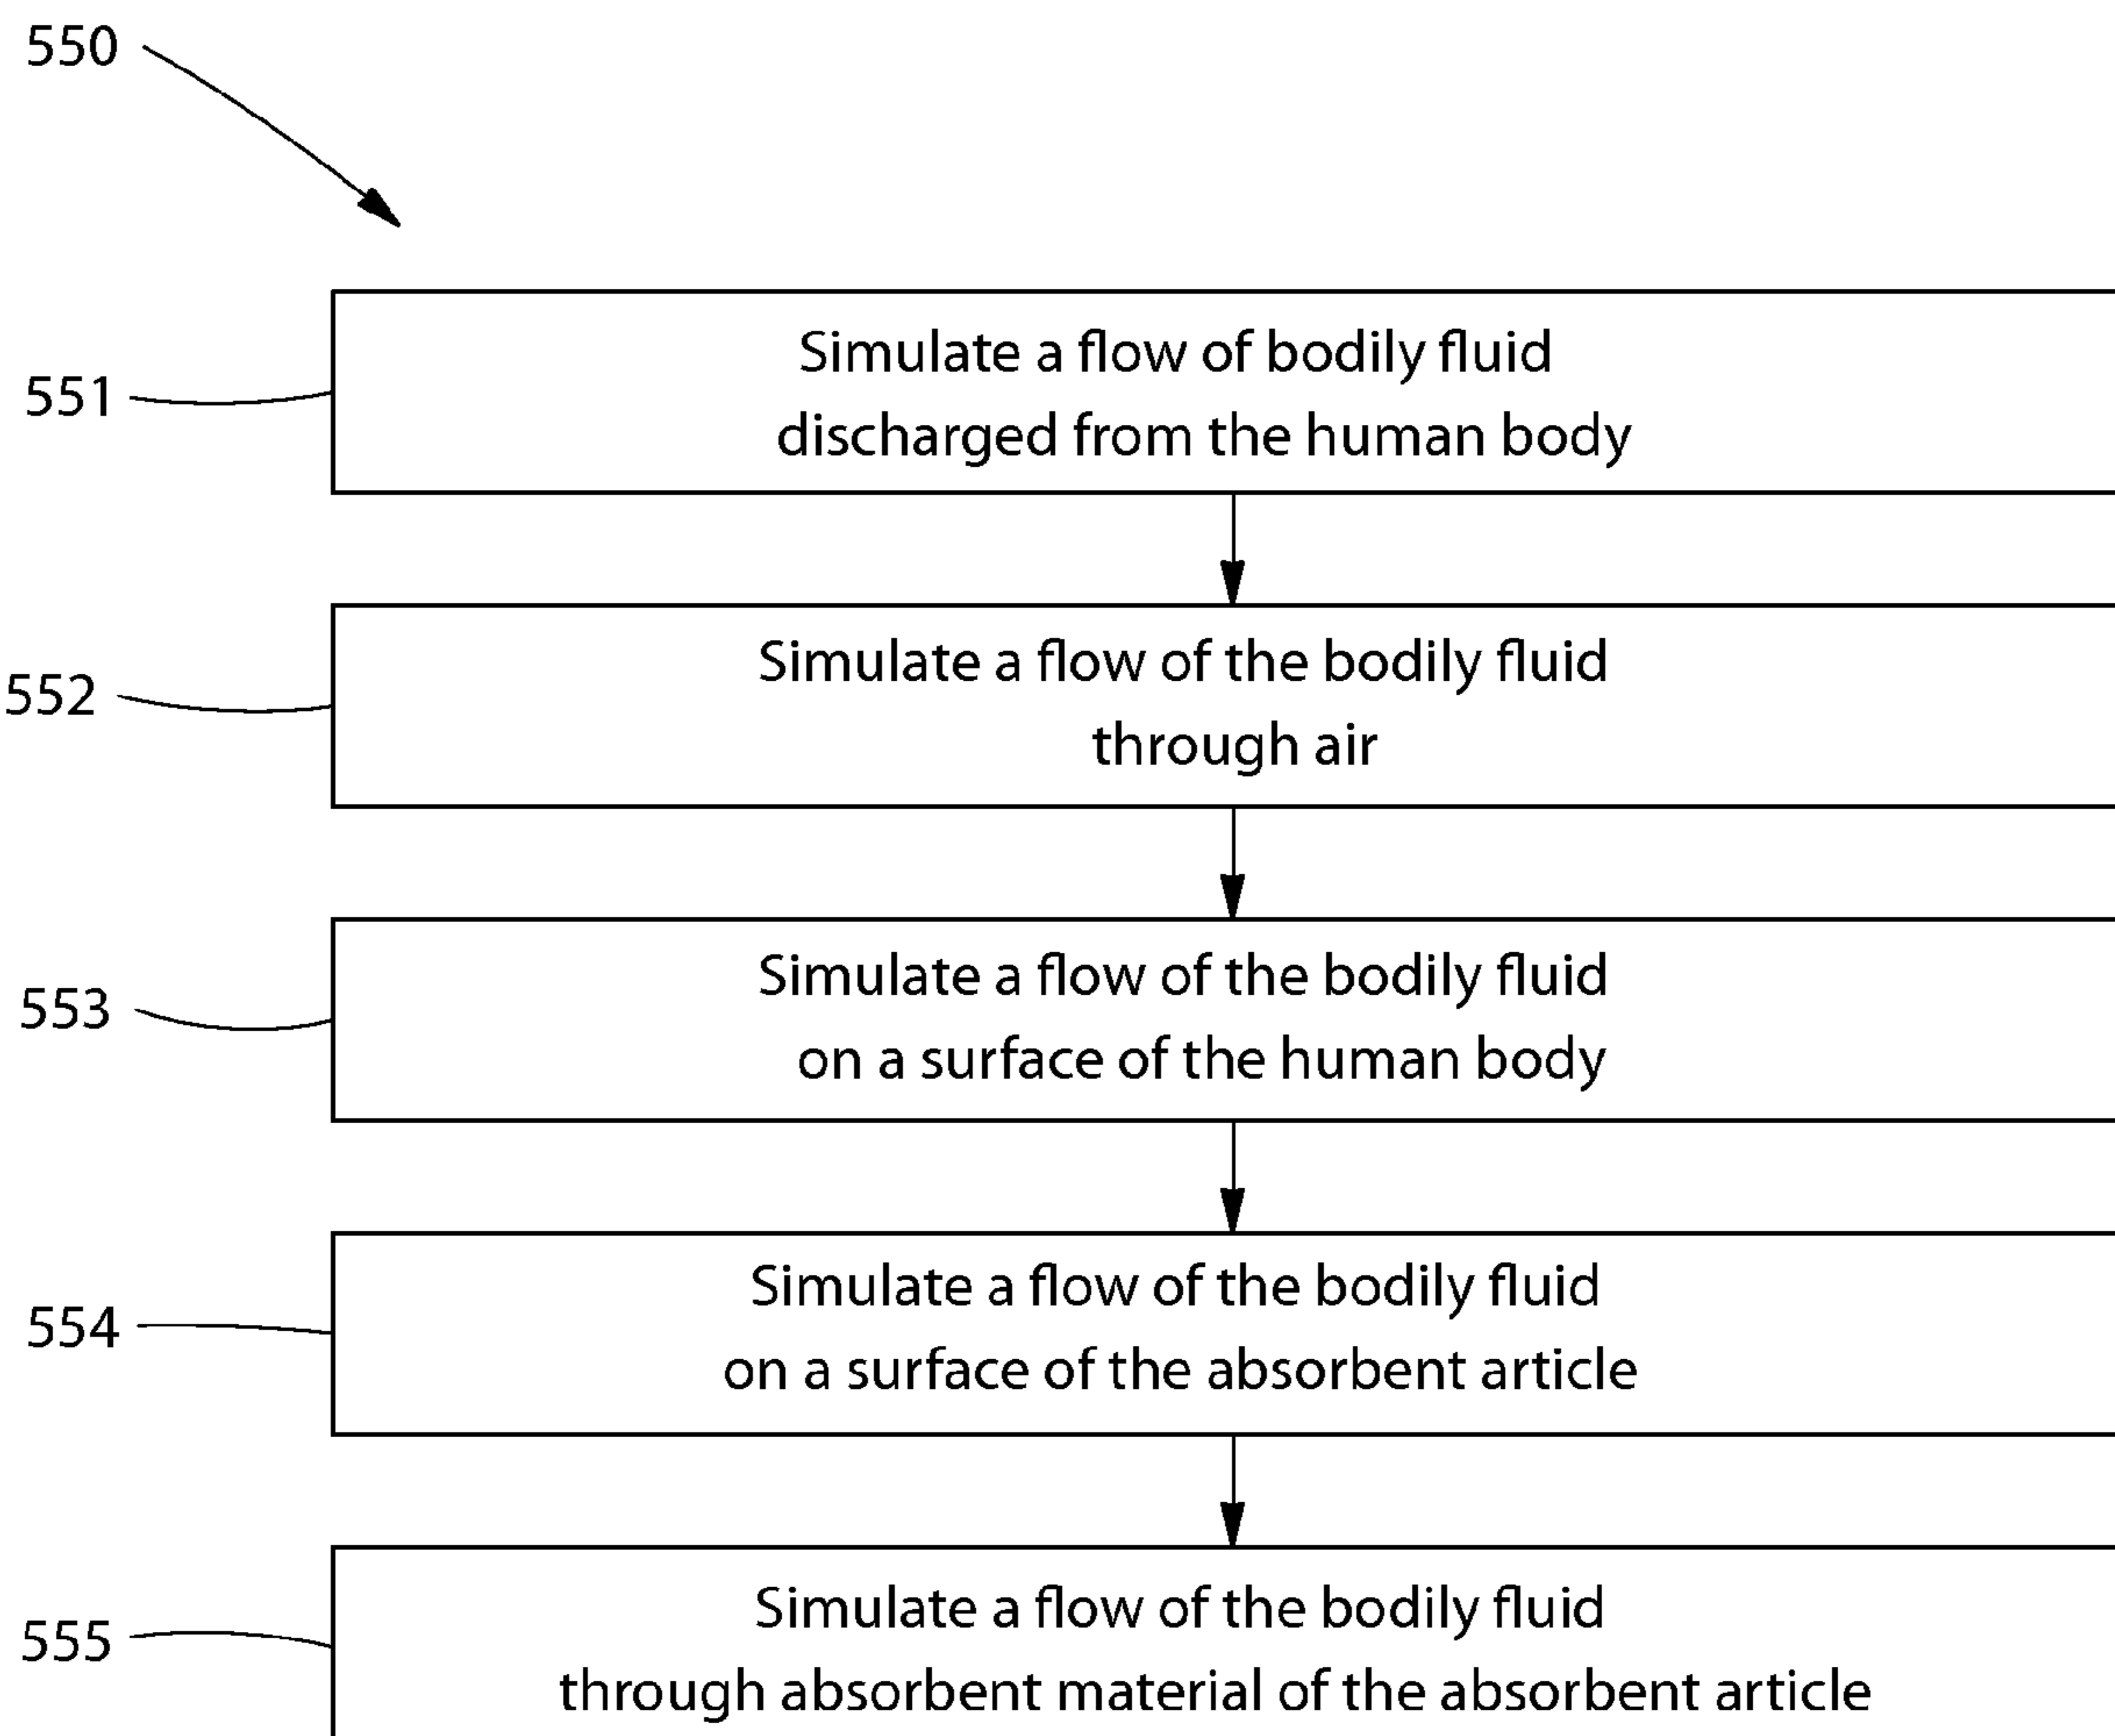 550
551
Simulate a flow of bodily fluid
discharged from the human body
552
Simulate a flow of the bodily fluid
through air
553
Simulate a flow of the bodily fluid
on a surface of the human body
554
Simulate a flow of the bodily fluid
on a surface of the absorbent article
555
Simulate a flow of the bodily fluid
through absorbent material of the absorbent article